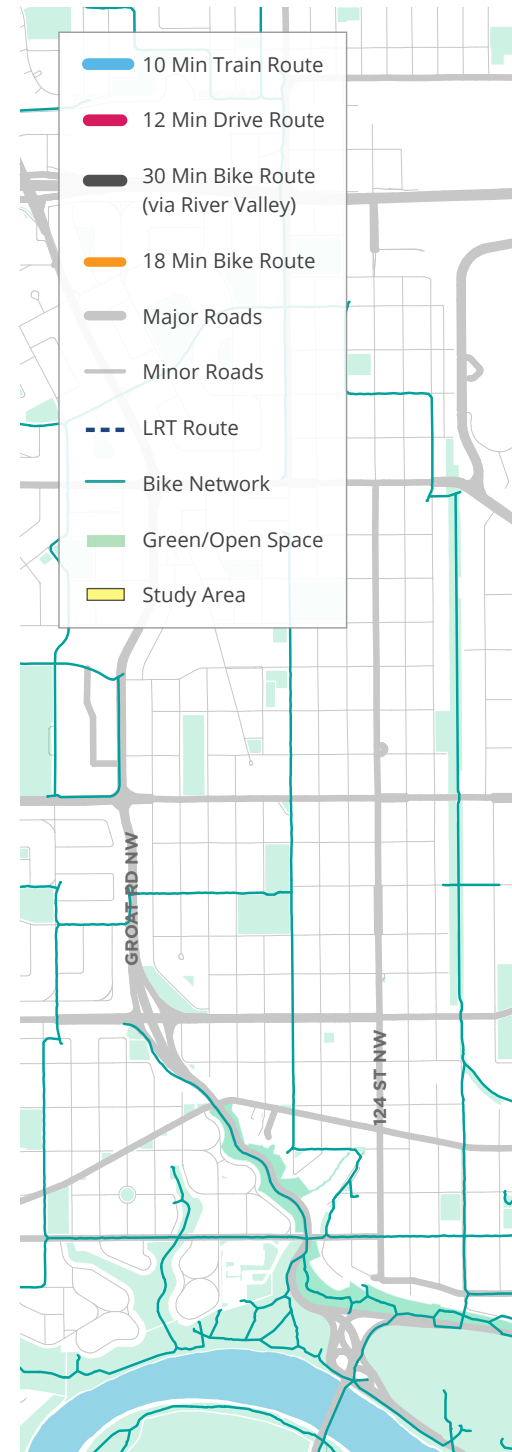 10 Min Train Route
12 Min Drive Route
30 Min Bike Route
(via River Valley)
18 Min Bike Route
Major Roads
Minor Roads
LRT Route
Bike Network
Green/Open Space
Study Area
GROAT RD NW
124 ST NW